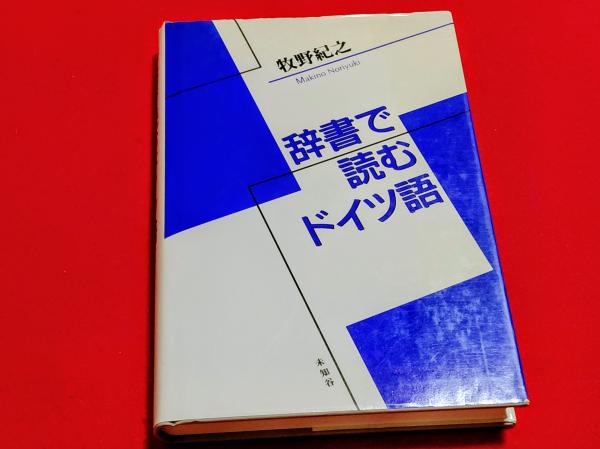 牧野紀之
Makino Noriyuki
辞書で
読む
ドイツ語
未知谷